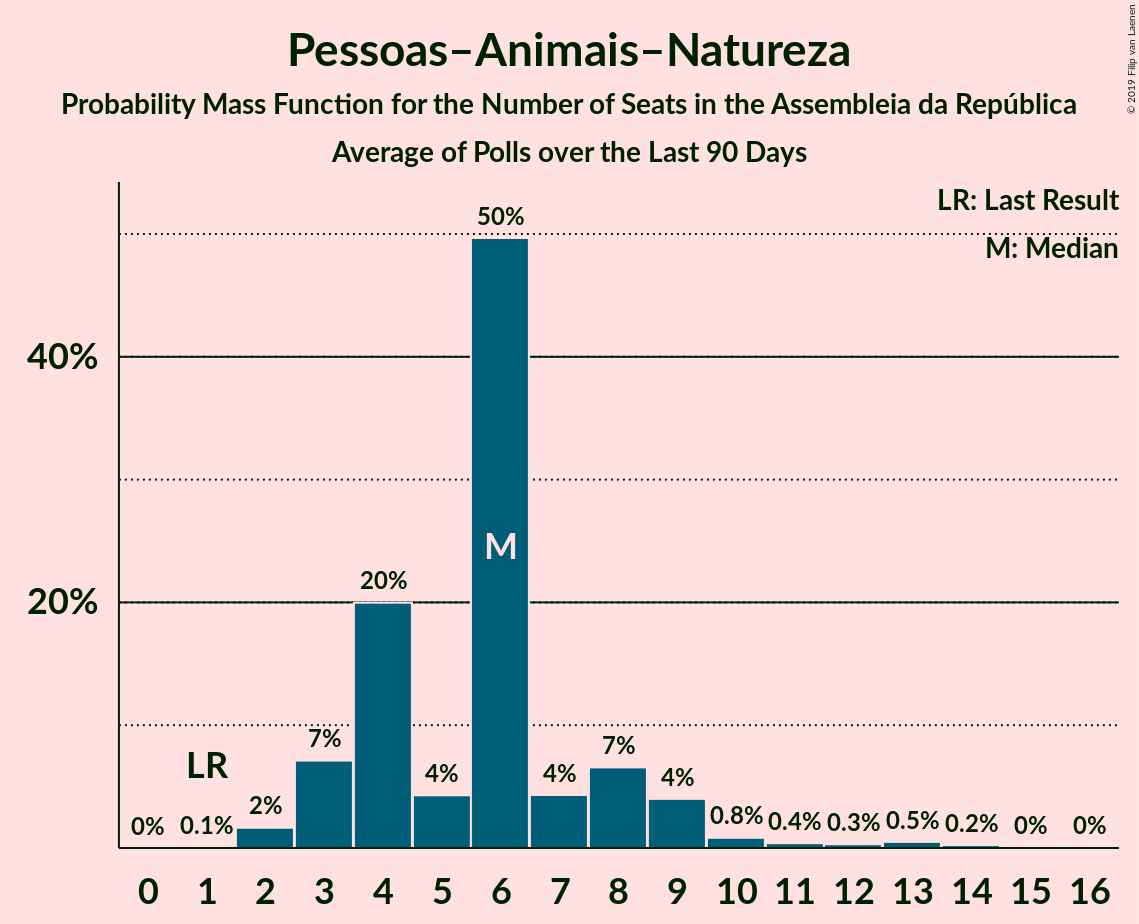 Pessoas–Animais–Natureza
Probability Mass Function for the Number of Seats in the Assembleia da República
Average of Polls over the Last 90 Days
© 2019 Filip van Laenen
LR: Last Result
M: Median
50%
40%
M
20%
20%
7%
LR
7%
4%
4%
4%
2%
0%
0.1%
0.8%
0.4%
0.3%
0.5%
0.2%
0%
0%
0 1 2 3 4 5 6 7 8 9 10 11 12 13 14 15 16